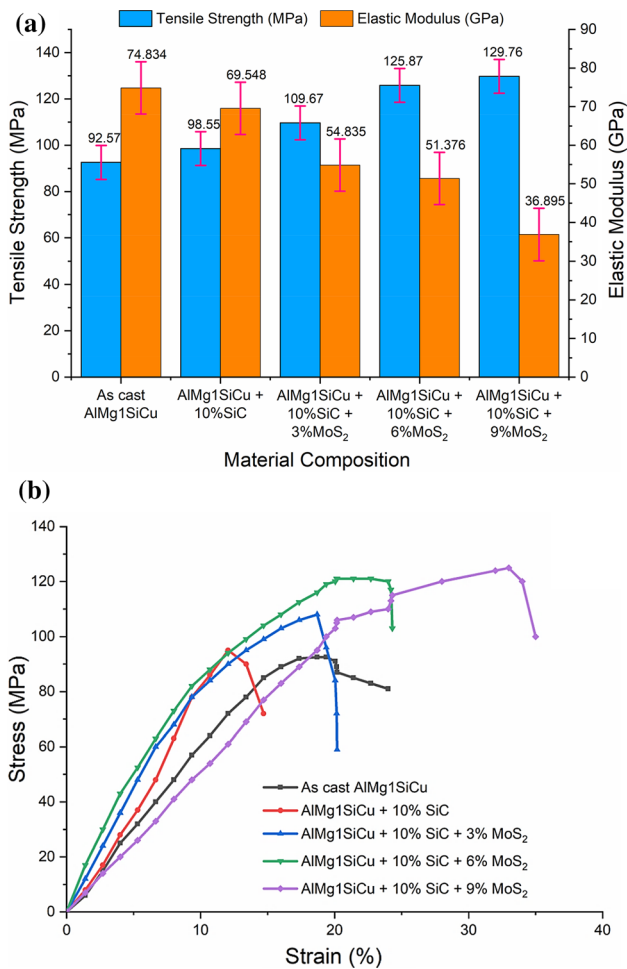 (a)
Tensile Strength (MPa) Elastic Modulus (GPa)
140
120
100
80
60
40
20
0
Tensile Strength (MPa)
92.57
74.834
98.55
69.548
109.67
54.835
125.87
51.376
129.76
36.895
90
80
70
60
50
40
30
20
10
0
Elastic Modulus (GPa)
As cast
AlMg1SiCu
AlMg1SiCu +
10%SiC
AlMg1SiCu +
10%SiC +
3%MoS₂
AlMg1SiCu +
10%SiC +
6%MoS₂
AlMg1SiCu +
10%SiC +
9%MoS₂
Material Composition
(b)
140
120
100
80
60
40
20
0
Stress (MPa)
As cast AlMg1SiCu
AlMg1SiCu + 10% SiC
AlMg1SiCu + 10% SiC + 3% MoS₂
AlMg1SiCu + 10% SiC + 6% MoS₂
AlMg1SiCu + 10% SiC + 9% MoS₂
0 10 20 30 40
Strain (%)